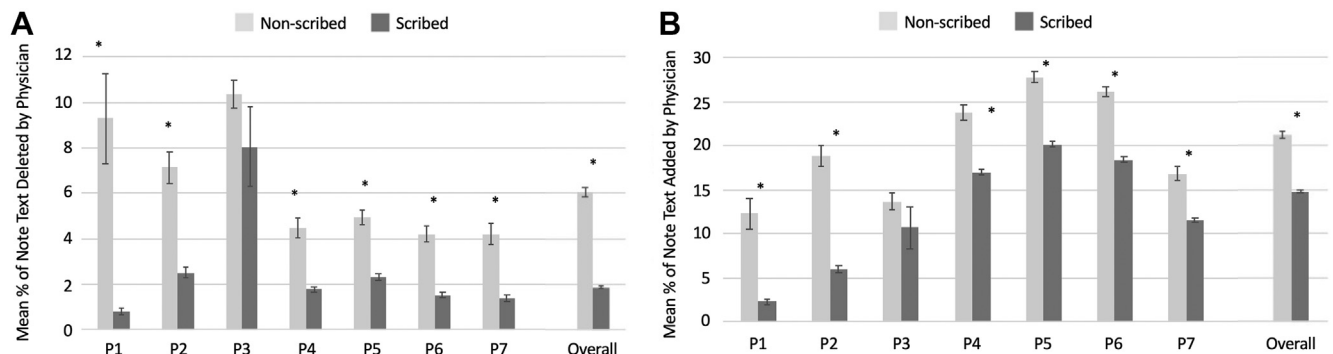 A
Non-scribed Scribed
Mean % of Note Text Deleted by Physician
12
10
8
6
4
2
0
* * * * * * *
P1 P2 P3 P4 P5 P6 P7 Overall
B
Non-scribed Scribed
Mean % of Note Text Added by Physician
30
25
20
15
10
5
0
* * * * * * *
P1 P2 P3 P4 P5 P6 P7 Overall